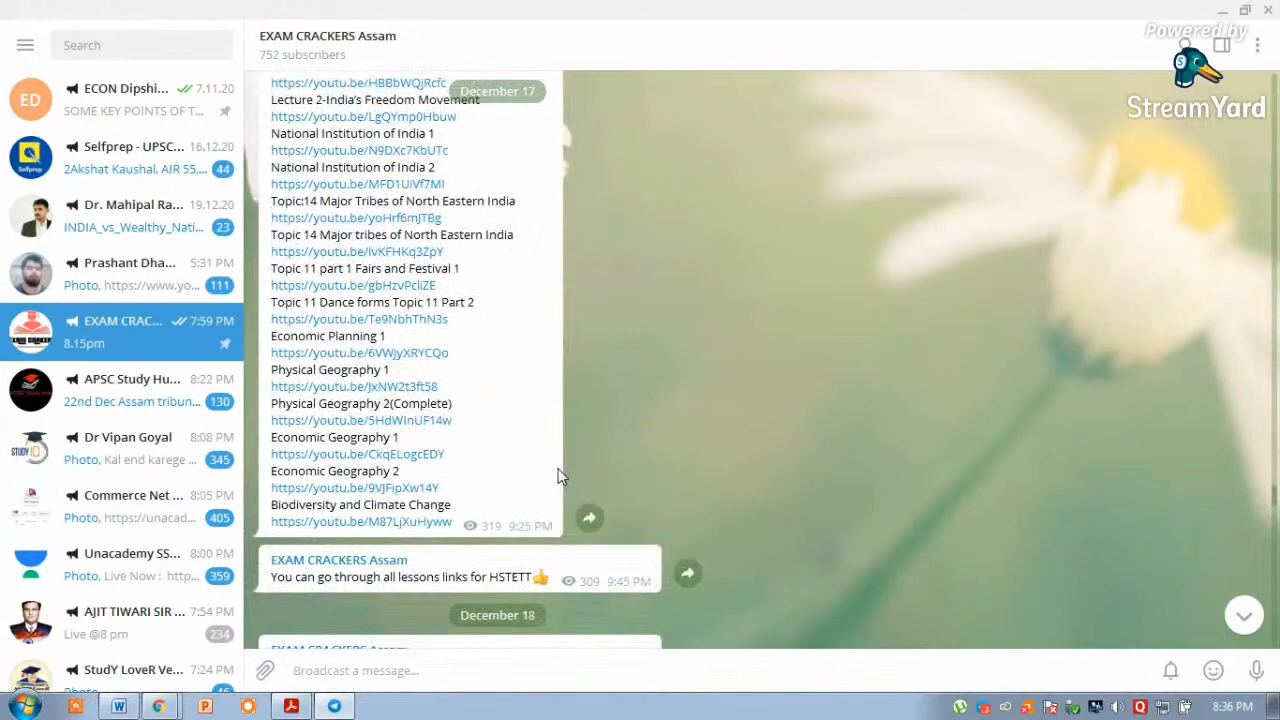 Search
EXAM CRACKERS Assam
752 subscribers
Powered by
StreamYard
ED
ECON Dipshi... 7.11.20
SOME KEY POINTS OF T...
Selfprep
Selfprep - UPSC... 16.12.20
2Akshat Kaushal, AIR 55,... 44
Dr. Mahipal Ra... 19.12.20
INDIA_vs_Wealthy_Nati... 23
Prashant Dha... 5:31 PM
Photo, https://www.yo... 111
EXAM CRAC... 7:59 PM
8.15pm
APSC Study Hu... 8:22 PM
22nd Dec Assam tribun... 130
STUDY IQ
Dr Vipan Goyal 8:08 PM
Photo, Kal end karege ... 345
Commerce Net ... 8:05 PM
Photo, https://unacad... 405
Unacademy SS... 8:00 PM
Photo, Live Now : http... 359
AJIT TIWARI SIR ... 7:54 PM
Live @8 pm 234
StudY LoveR Ve... 7:24 PM
https://youtu.be/HBBbWQjRcfc
December 17
Lecture 2-India's Freedom Movement
https://youtu.be/LgQYmp0Hbuw
National Institution of India 1
https://youtu.be/N9DXc7KbUTc
National Institution of India 2
https://youtu.be/MFD1UiVf7MI
Topic:14 Major Tribes of North Eastern India
https://youtu.be/yoHrf6mJTBg
Topic 14 Major tribes of North Eastern India
https://youtu.be/IvKFHKq3ZpY
Topic 11 part 1 Fairs and Festival 1
https://youtu.be/gbHzvPcliZE
Topic 11 Dance forms Topic 11 Part 2
https://youtu.be/Te9NbhThN3s
Economic Planning 1
https://youtu.be/6VWjyXRYCQo
Physical Geography 1
https://youtu.be/JxNW2t3ft58
Physical Geography 2(Complete)
https://youtu.be/5HdWInUF14w
Economic Geography 1
https://youtu.be/CkqELogcEDY
Economic Geography 2
https://youtu.be/9VJFipXw14Y
Biodiversity and Climate Change
https://youtu.be/M87LjXuHyww 319 9:25 PM
EXAM CRACKERS Assam
You can go through all lessons links for HSTETT👍 309 9:45 PM
December 18
Broadcast a message...
8:36 PM